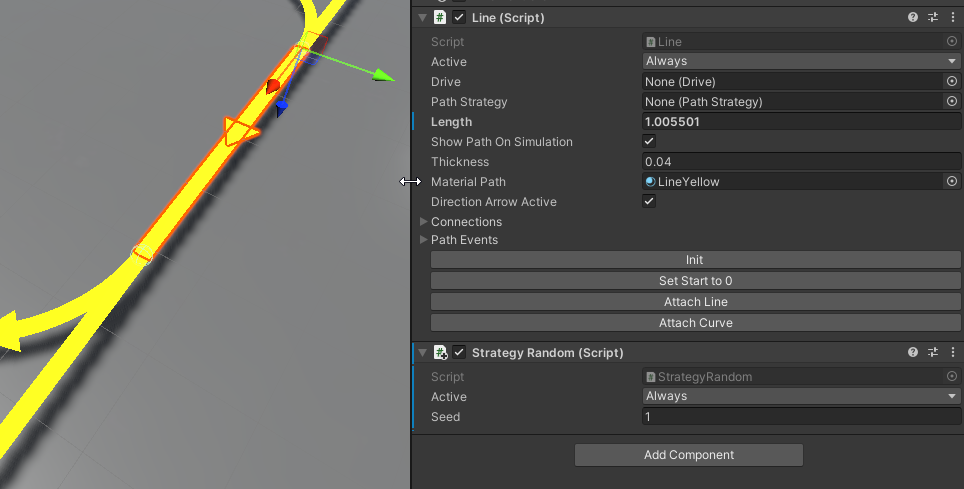 Line (Script)
Script Line
Active Always
Drive None (Drive)
Path Strategy None (Path Strategy)
Length 1.005501
Show Path On Simulation
Thickness 0.04
Material Path LineYellow
Direction Arrow Active
Connections
Path Events
Init
Set Start to 0
Attach Line
Attach Curve
Strategy Random (Script)
Script StrategyRandom
Active Always
Seed 1
Add Component